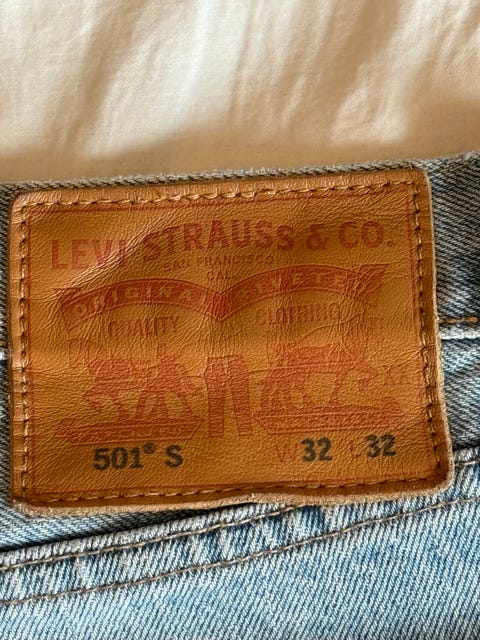 LEVI STRAUSS & CO.
SAN FRANCISCO
CAL.
ORIGINAL RIVETED
QUALITY CLOTHING
501® S W 32 L 32